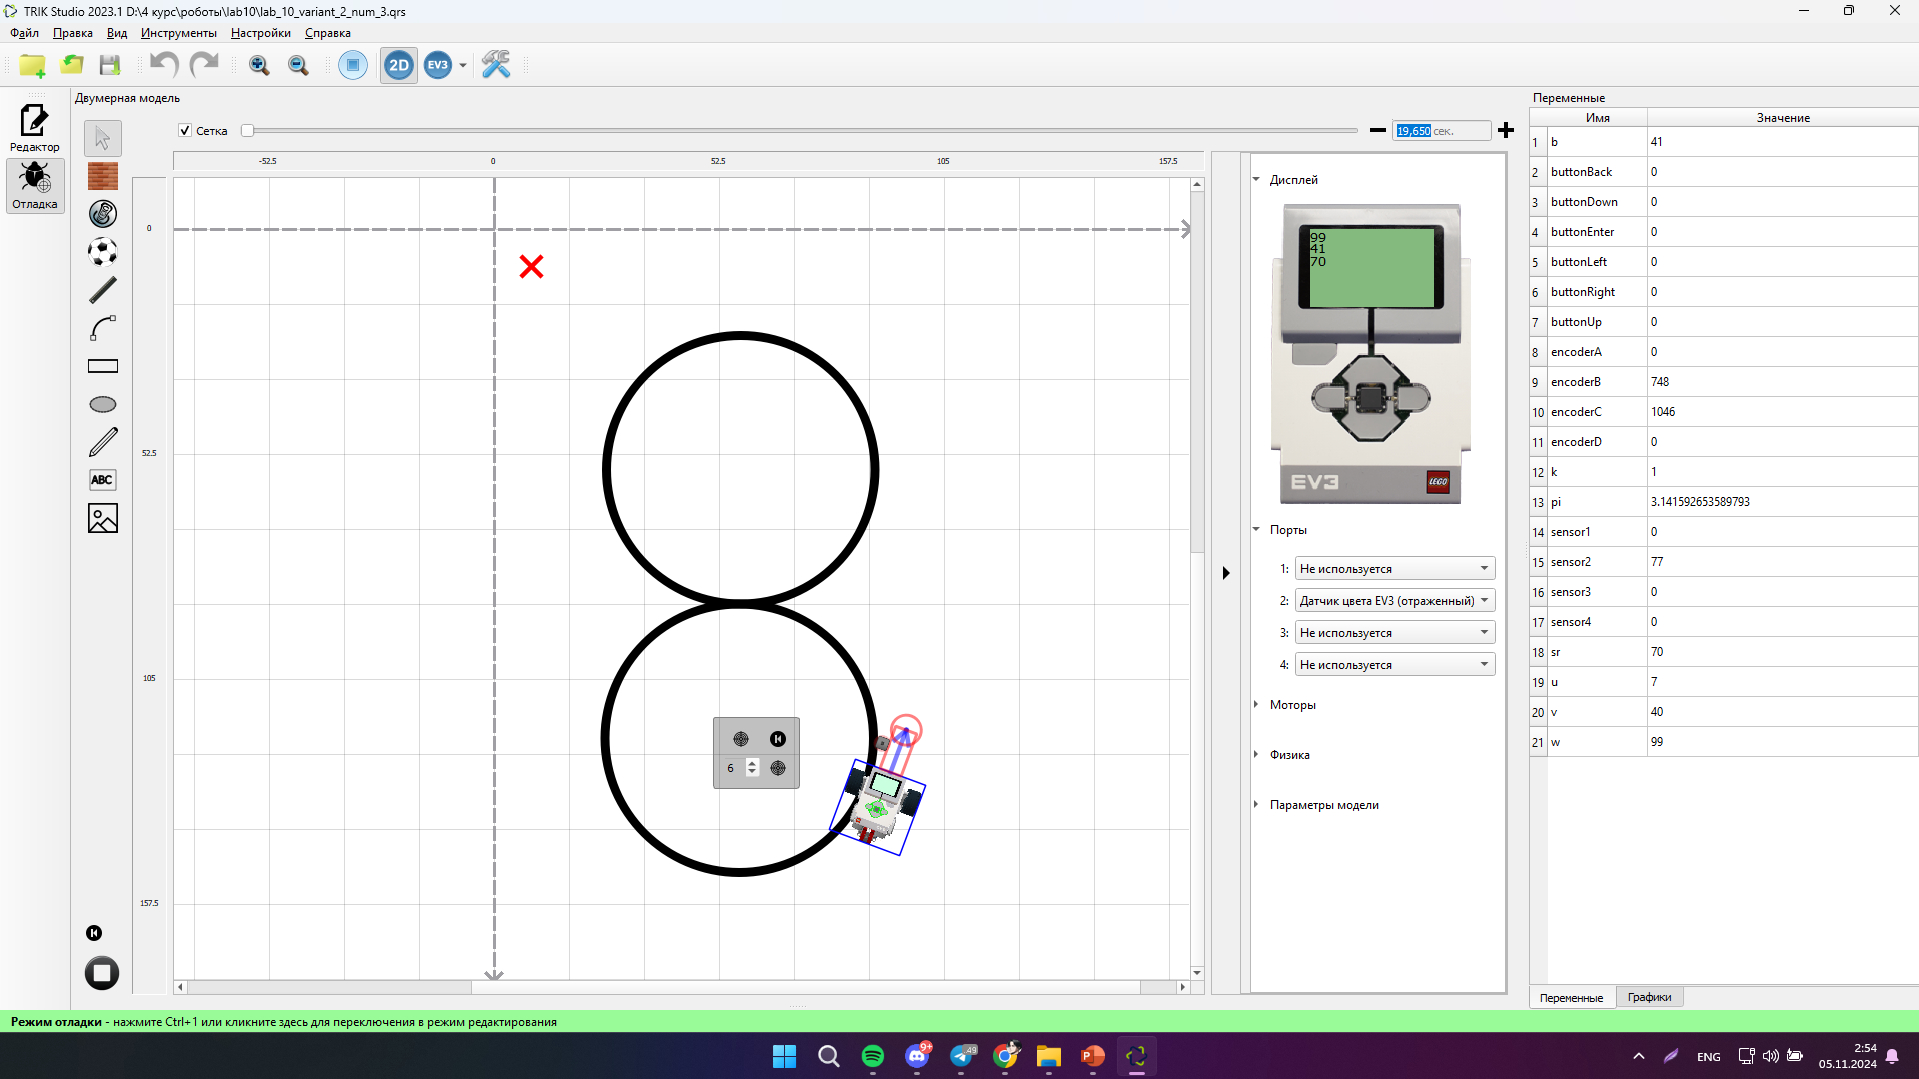 TRIK Studio 2023.1 D:\4 курс\роботы\lab10\lab_10_variant_2_num_3.qrs
Файл Правка Вид Инструменты Настройки Справка
2D EV3
Двумерная модель
Редактор
Отладка
Сетка
19,650 сек.
-52.5 0 52.5 105 157.5
0
52.5
105
157.5
ABC
6
Дисплей
99
41
70
EV3 LEGO
Порты
1: Не используется
2: Датчик цвета EV3 (отраженный)
3: Не используется
4: Не используется
Моторы
Физика
Параметры модели
Переменные
Имя Значение
1 b 41
2 buttonBack 0
3 buttonDown 0
4 buttonEnter 0
5 buttonLeft 0
6 buttonRight 0
7 buttonUp 0
8 encoderA 0
9 encoderB 748
10 encoderC 1046
11 encoderD 0
12 k 1
13 pi 3.141592653589793
14 sensor1 0
15 sensor2 77
16 sensor3 0
17 sensor4 0
18 sr 70
19 u 7
20 v 40
21 w 99
Переменные Графики
Режим отладки - нажмите Ctrl+1 или кликните здесь для переключения в режим редактирования
9+ 49
ENG
2:54
05.11.2024